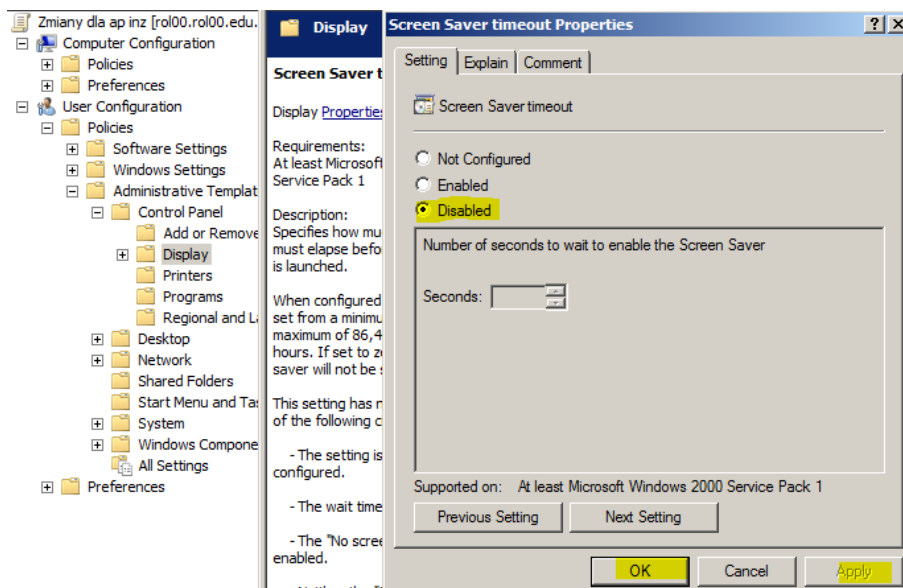 Zmiany dla ap inz [rol00.rol00.edu.
Computer Configuration
Policies
Preferences
User Configuration
Policies
Software Settings
Windows Settings
Administrative Templat
Control Panel
Add or Remove
Display
Printers
Programs
Regional and La
Desktop
Network
Shared Folders
Start Menu and Tas
System
Windows Compone
All Settings
Preferences
Display
Screen Saver t
Display Properties
Requirements:
At least Microsoft
Service Pack 1
Description:
Specifies how mu
must elapse befo
is launched.
When configured
set from a minimu
maximum of 86,4
hours. If set to ze
saver will not be s
This setting has n
of the following c
- The setting is
configured.
- The wait time
- The "No scree
enabled.
Screen Saver timeout Properties
Setting
Explain
Comment
Screen Saver timeout
Not Configured
Enabled
Disabled
Number of seconds to wait to enable the Screen Saver
Seconds:
Supported on: At least Microsoft Windows 2000 Service Pack 1
Previous Setting
Next Setting
OK
Cancel
Apply